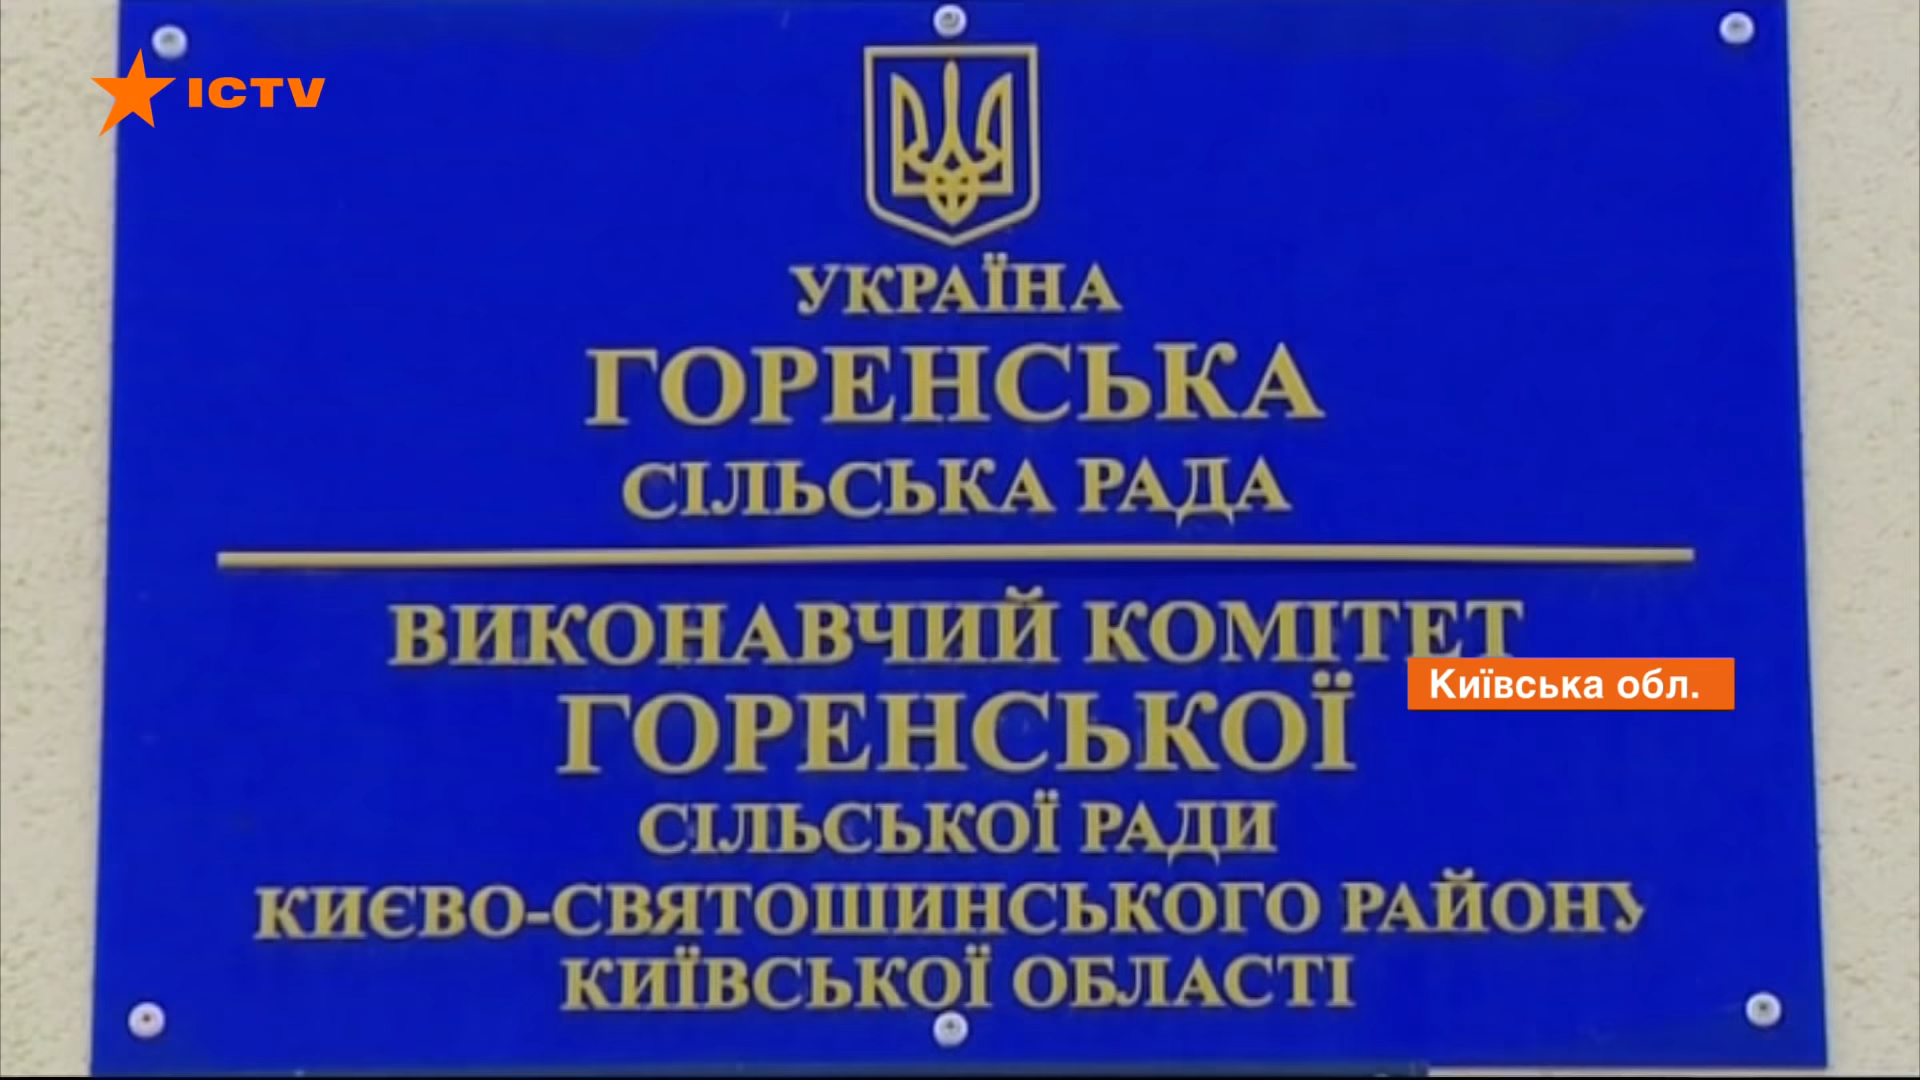 ICTV
УКРАЇНА
ГОРЕНСЬКА
СІЛЬСЬКА РАДА
ВИКОНАВЧИЙ КОМІТЕТ
Київська обл.
ГОРЕНСЬКОЇ
СІЛЬСЬКОЇ РАДИ
КИЄВО-СВЯТОШИНСЬКОГО РАЙОНУ
КИЇВСЬКОЇ ОБЛАСТІ